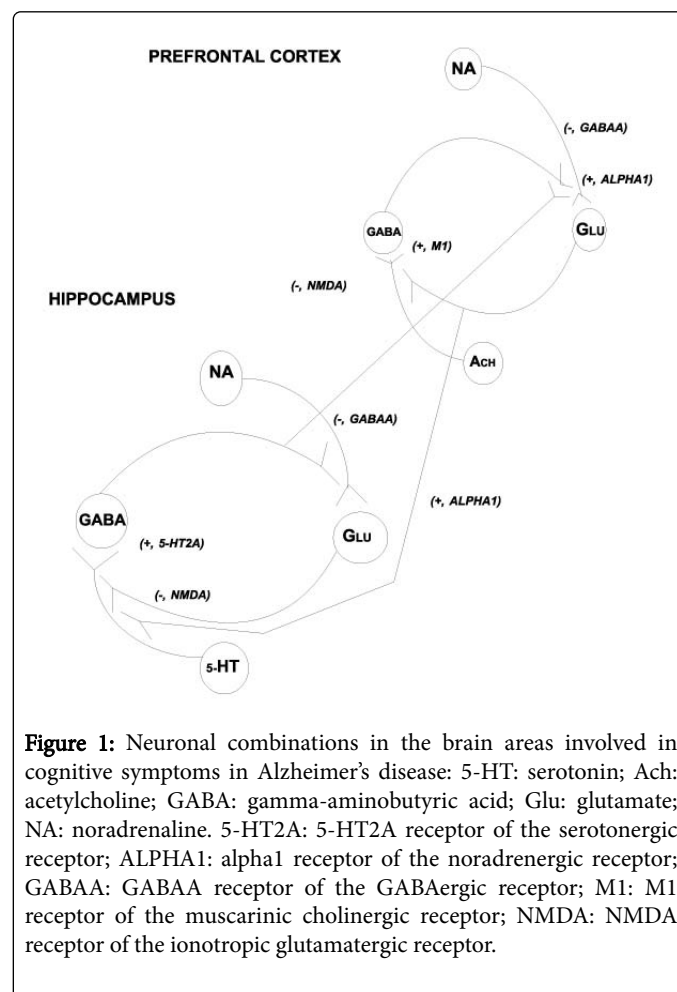 PREFRONTAL CORTEX
NA
(-, GABAA)
(+, ALPHA1)
GABA
(+, M1)
GLU
(-, NMDA)
HIPPOCAMPUS
ACH
NA
(-, GABAA)
(+, ALPHA1)
GABA
(+, 5-HT2A)
GLU
(-, NMDA)
5-HT
Figure 1: Neuronal combinations in the brain areas involved in
cognitive symptoms in Alzheimer's disease: 5-HT: serotonin; Ach:
acetylcholine; GABA: gamma-aminobutyric acid; Glu: glutamate;
NA: noradrenaline. 5-HT2A: 5-HT2A receptor of the serotonergic
receptor; ALPHA1: alpha1 receptor of the noradrenergic receptor;
GABAA: GABAA receptor of the GABAergic receptor; M1: M1
receptor of the muscarinic cholinergic receptor; NMDA: NMDA
receptor of the ionotropic glutamatergic receptor.